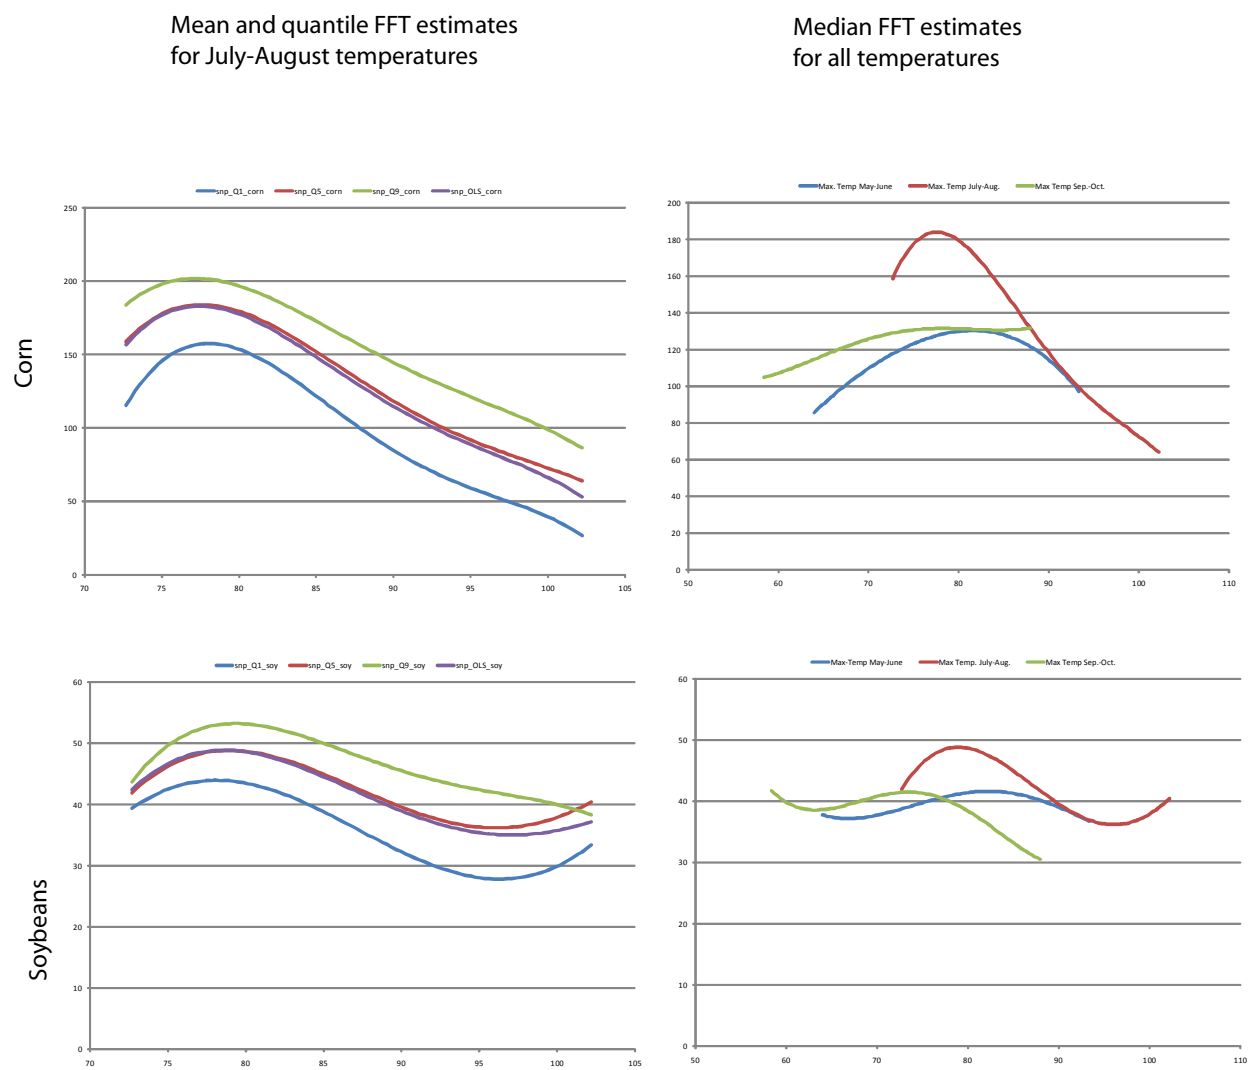 Mean and quantile FFT estimates
for July-August temperatures
Median FFT estimates
for all temperatures
Corn
snp_Q1_corn snp_Q5_corn snp_Q9_corn snp_OLS_corn
250
200
150
100
50
0
70 75 80 85 90 95 100 105
Max. Temp May-June Max. Temp July-Aug. Max Temp Sep.-Oct.
200
180
160
140
120
100
80
60
40
20
0
50 60 70 80 90 100 110
Soybeans
snp_Q1_soy snp_Q5_soy snp_Q9_soy snp_OLS_soy
60
50
40
30
20
10
0
70 75 80 85 90 95 100 105
Max-Temp May-June Max Temp. July-Aug. Max Temp Sep.-Oct.
60
50
40
30
20
10
0
50 60 70 80 90 100 110